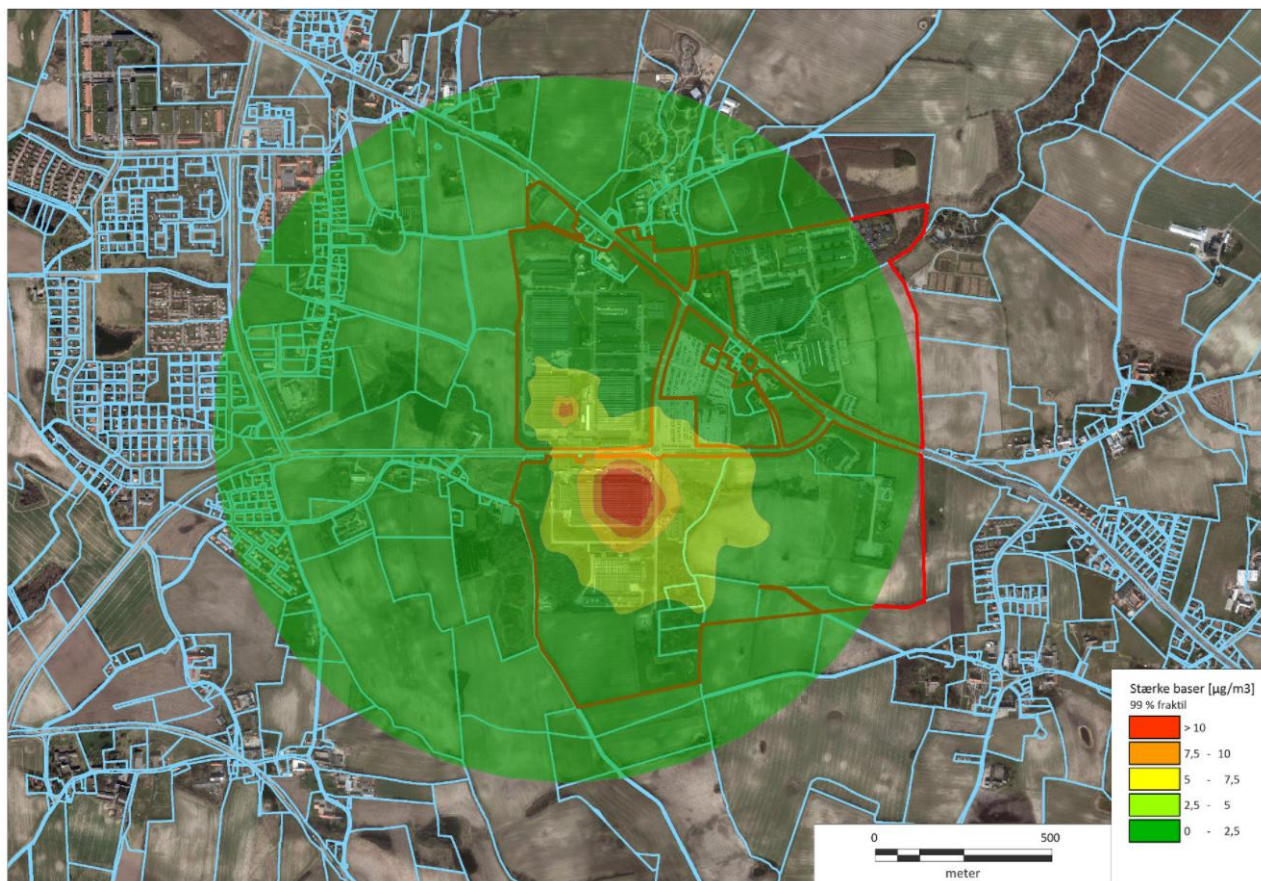 Stærke baser [µg/m3]
99 % fraktil
> 10
7,5 - 10
5 - 7,5
2,5 - 5
0 - 2,5
0 500
meter